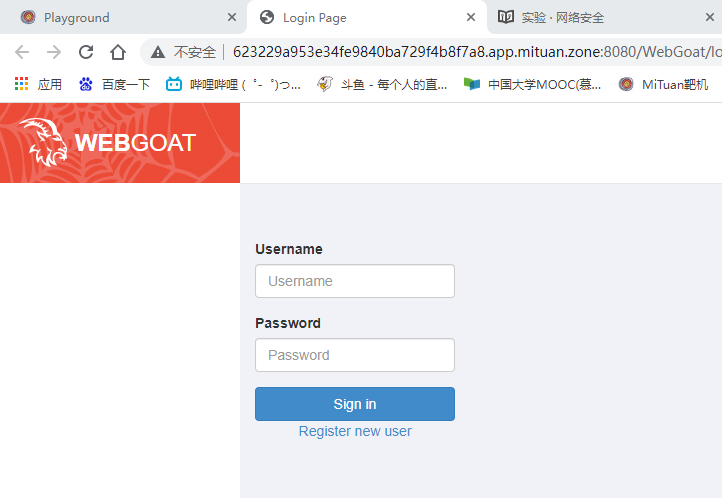 Playground
Login Page
实验 · 网络安全
不安全 | 623229a953e34fe9840ba729f4b8f7a8.app.mituan.zone:8080/WebGoat/lo
应用 百度一下 哔哩哔哩 (゜-゜)つ... 斗鱼 - 每个人的直... 中国大学MOOC(慕... MiTuan靶机
WEBGOAT
Username
Username
Password
Password
Sign in
Register new user